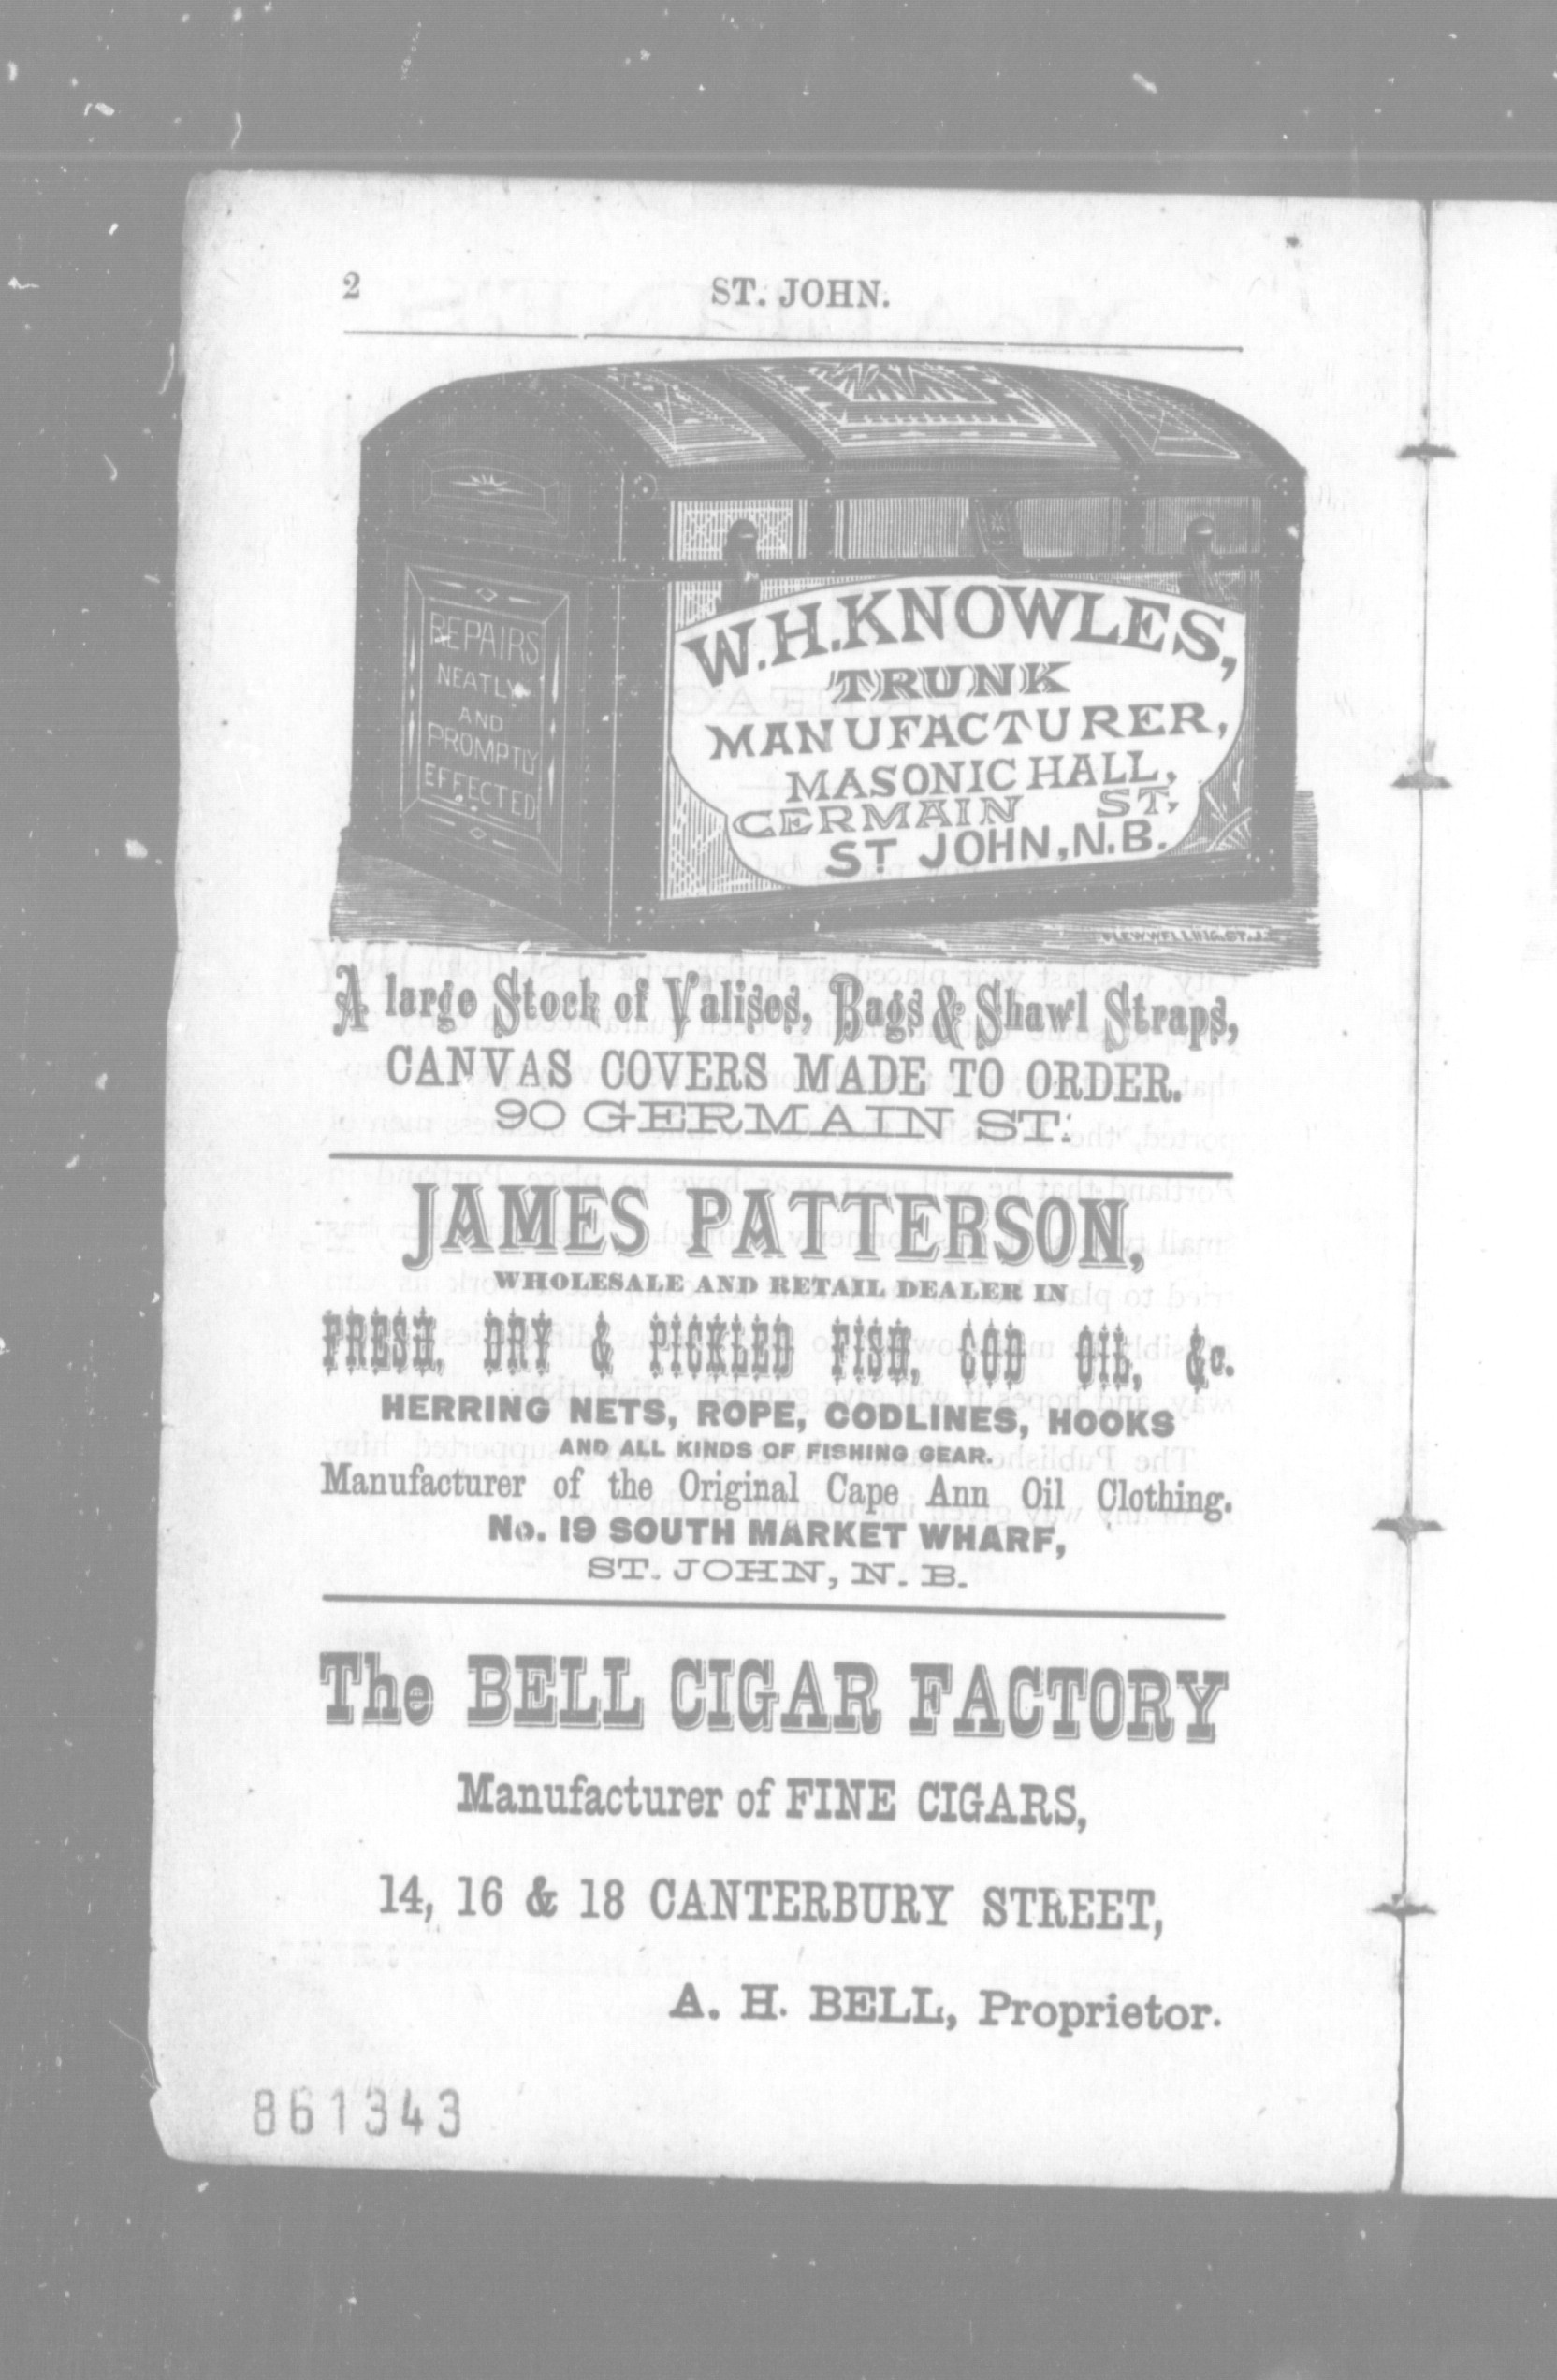 2 ST. JOHN.
REPAIRS
NEATLY
AND
PROMPTLY
EFFECTED
W.H.KNOWLES,
TRUNK
MANUFACTURER,
MASONIC HALL,
GERMAIN ST,
ST JOHN,N.B.
FLEWWELLING.ST.J.
A large Stock of Valises, Bags & Shawl Straps,
CANVAS COVERS MADE TO ORDER.
90 GERMAIN ST.
JAMES PATTERSON,
WHOLESALE AND RETAIL DEALER IN
FRESH, DRY & PICKLED FISH, COD OIL, &c.
HERRING NETS, ROPE, CODLINES, HOOKS
AND ALL KINDS OF FISHING GEAR.
Manufacturer of the Original Cape Ann Oil Clothing.
No. 19 SOUTH MARKET WHARF,
ST. JOHN, N. B.
The BELL CIGAR FACTORY
Manufacturer of FINE CIGARS,
14, 16 & 18 CANTERBURY STREET,
A. H. BELL, Proprietor.
861343